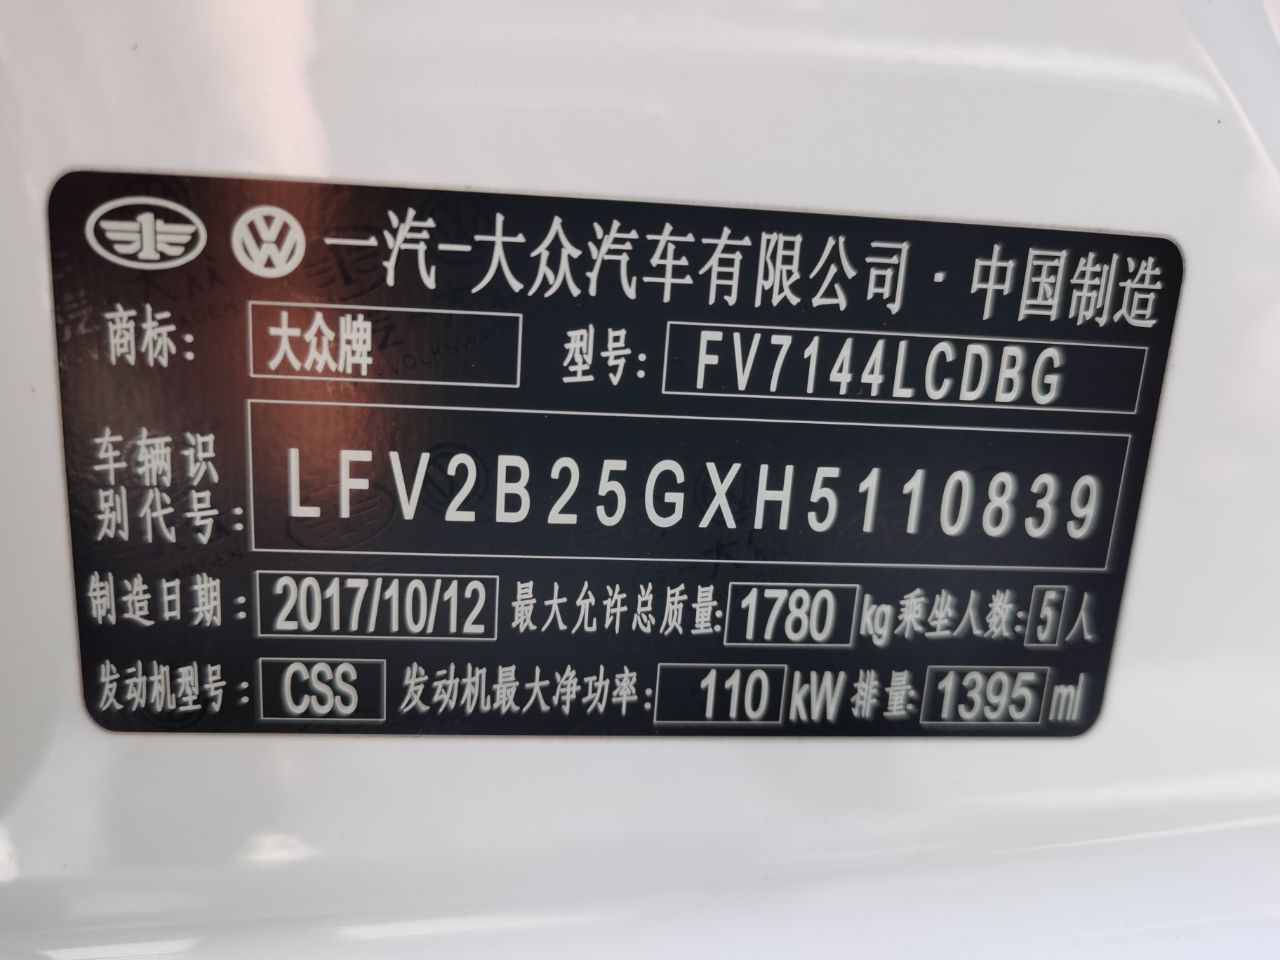 一汽-大众汽车有限公司·中国制造
商标: 大众牌 型号: FV7144LCDBG
车辆识别代号: LFV2B25GXH5110839
制造日期: 2017/10/12 最大允许总质量: 1780 kg 乘坐人数: 5 人
发动机型号: CSS 发动机最大净功率: 110 kW 排量: 1395 ml